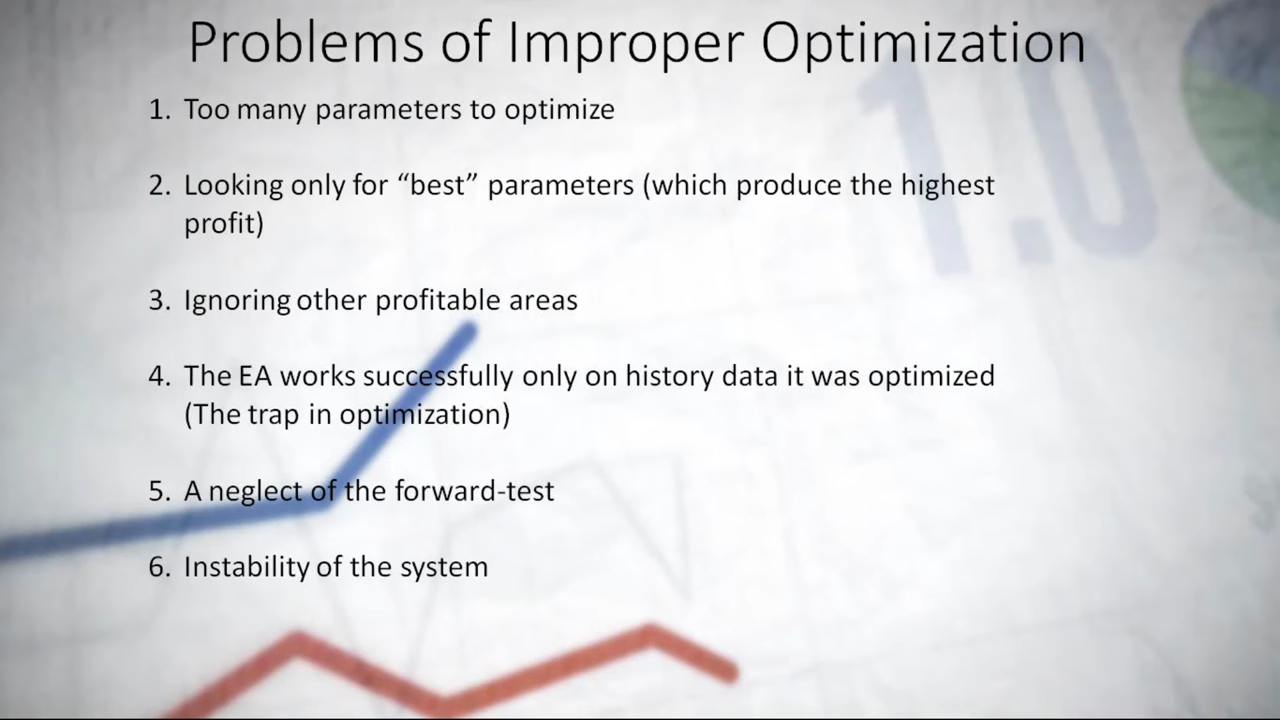 Problems of Improper Optimization
1. Too many parameters to optimize
2. Looking only for “best” parameters (which produce the highest
profit)
3. Ignoring other profitable areas
4. The EA works successfully only on history data it was optimized
(The trap in optimization)
5. A neglect of the forward-test
6. Instability of the system
1.0